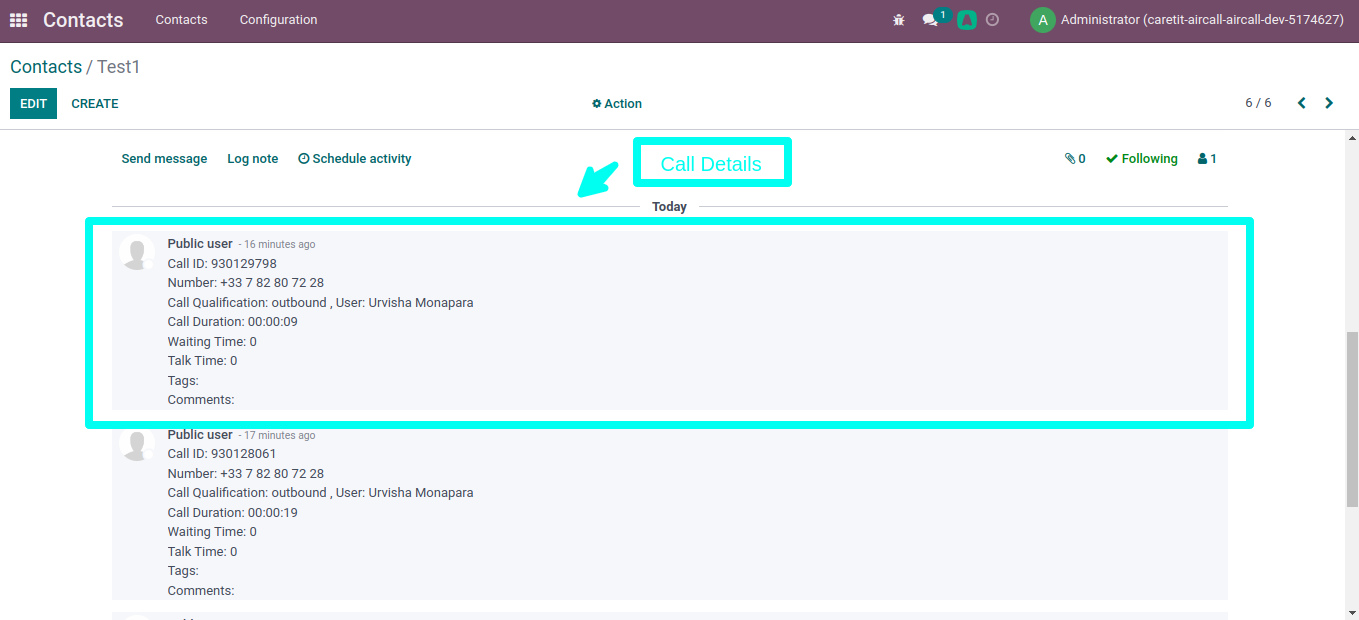 Contacts Contacts Configuration 1 A Administrator (caretit-aircall-aircall-dev-5174627)
Contacts / Test1
EDIT CREATE Action 6 / 6
Send message Log note Schedule activity 0 Following 1
Call Details
Today
Public user - 16 minutes ago
Call ID: 930129798
Number: +33 7 82 80 72 28
Call Qualification: outbound , User: Urvisha Monapara
Call Duration: 00:00:09
Waiting Time: 0
Talk Time: 0
Tags:
Comments:
Public user - 17 minutes ago
Call ID: 930128061
Number: +33 7 82 80 72 28
Call Qualification: outbound , User: Urvisha Monapara
Call Duration: 00:00:19
Waiting Time: 0
Talk Time: 0
Tags:
Comments: